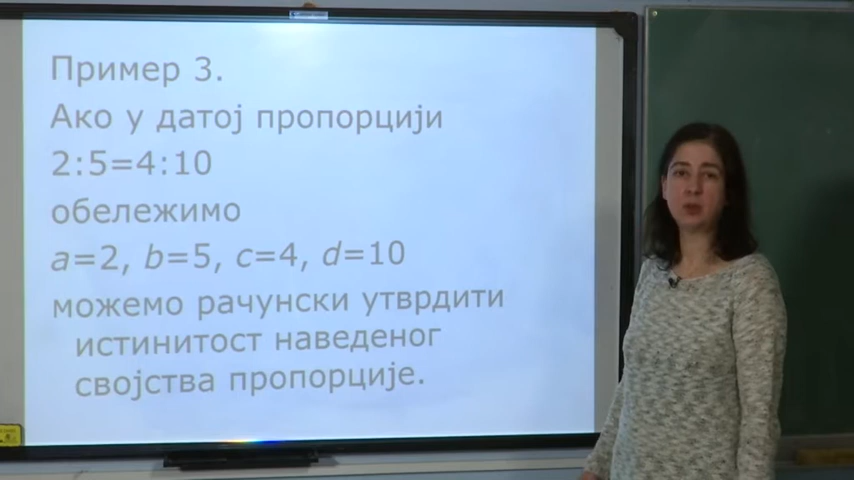 Пример 3.
Ако у датој пропорцији
2:5=4:10
обележимо
a=2, b=5, c=4, d=10
можемо рачунски утврдити
истинитост наведеног
својства пропорције.